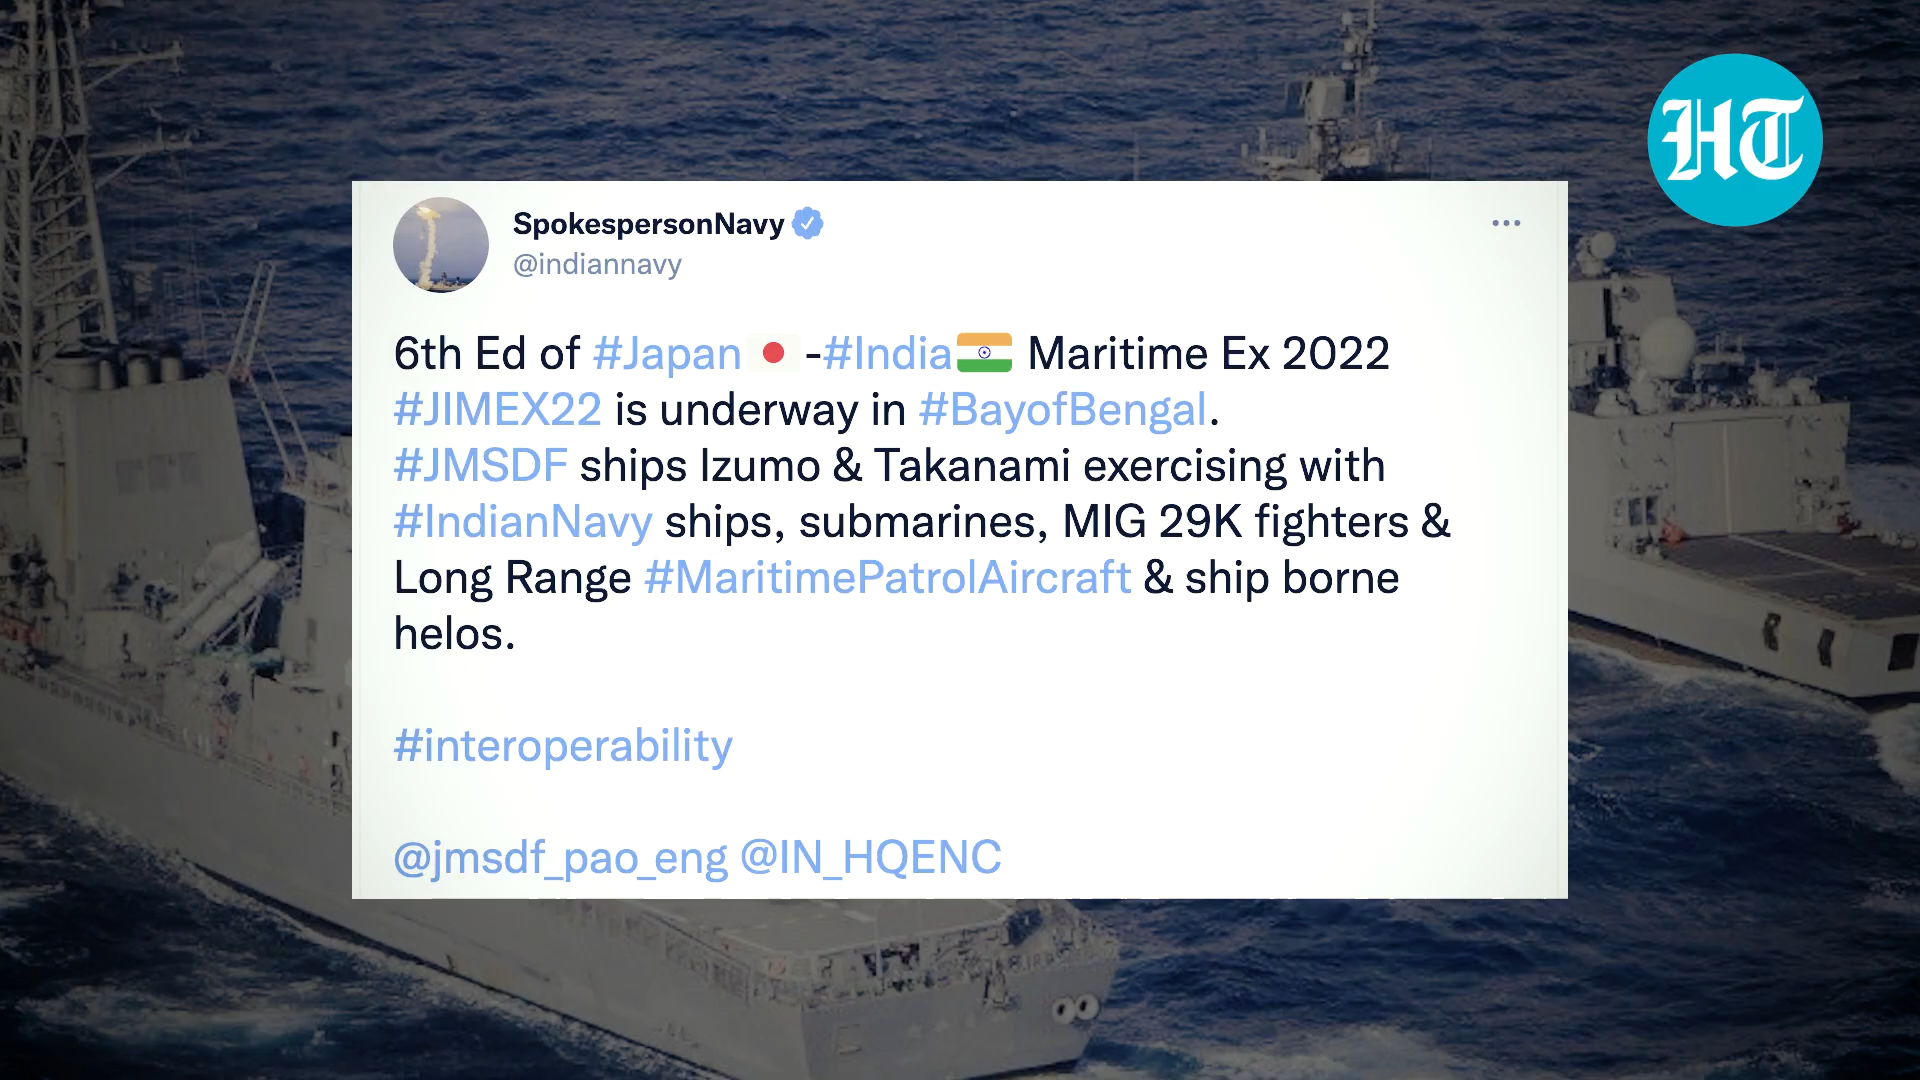 HT
SpokespersonNavy
@indiannavy
6th Ed of #Japan🇯🇵-#India🇮🇳 Maritime Ex 2022
#JIMEX22 is underway in #BayofBengal.
#JMSDF ships Izumo & Takanami exercising with
#IndianNavy ships, submarines, MIG 29K fighters &
Long Range #MaritimePatrolAircraft & ship borne
helos.
#interoperability
@jmsdf_pao_eng @IN_HQENC